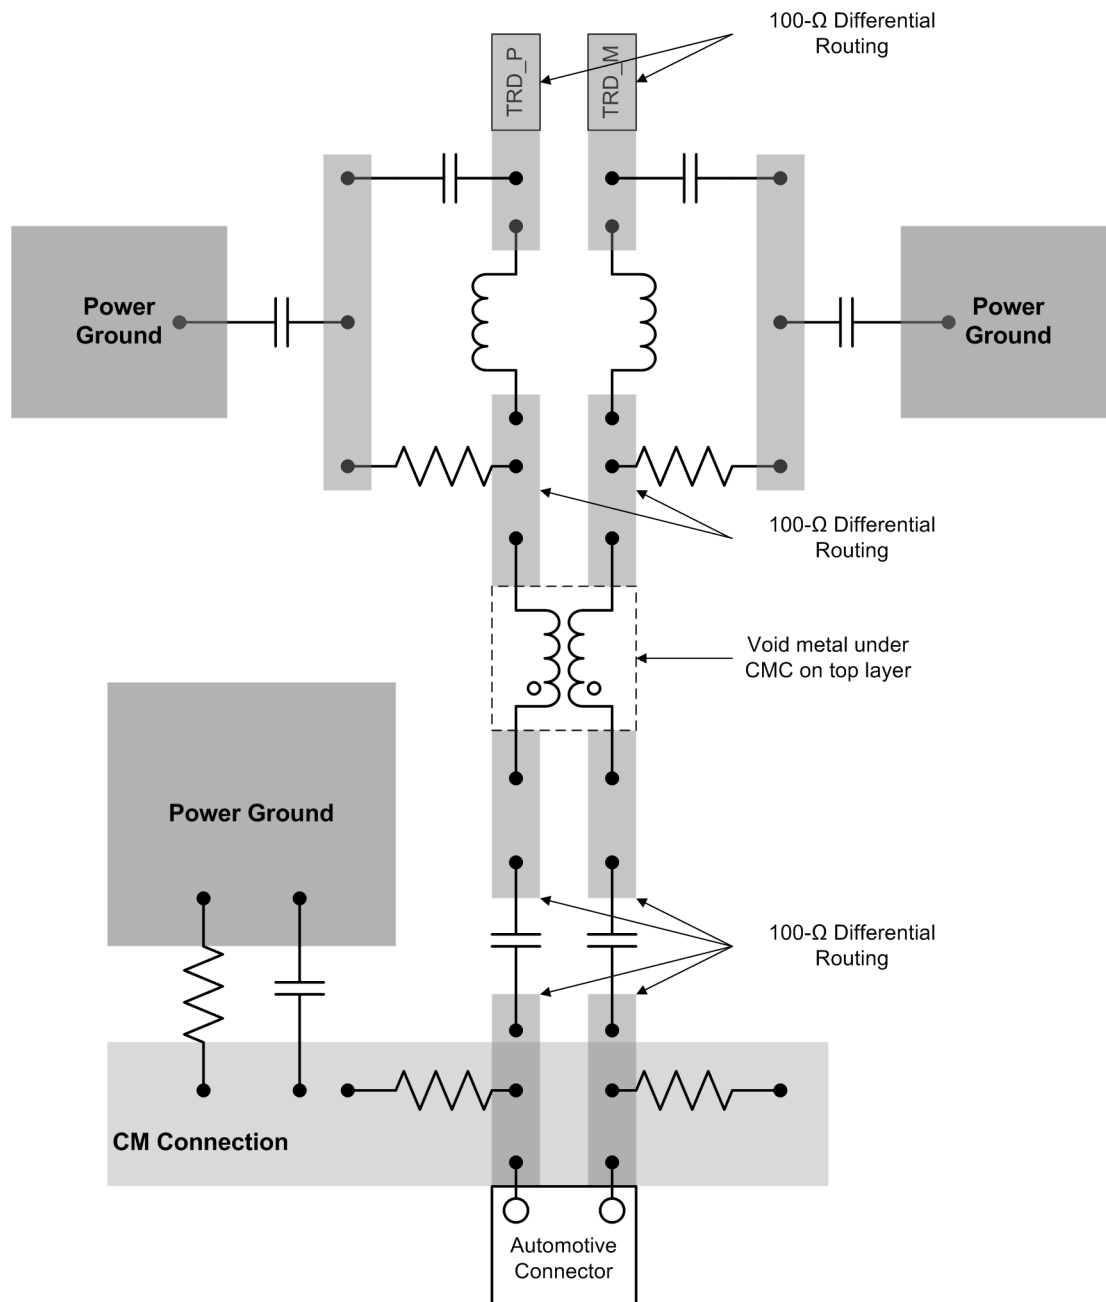 100-Ω Differential
Routing
TRD_P
TRD_M
Power
Ground
Power
Ground
100-Ω Differential
Routing
Void metal under
CMC on top layer
Power Ground
100-Ω Differential
Routing
CM Connection
Automotive
Connector